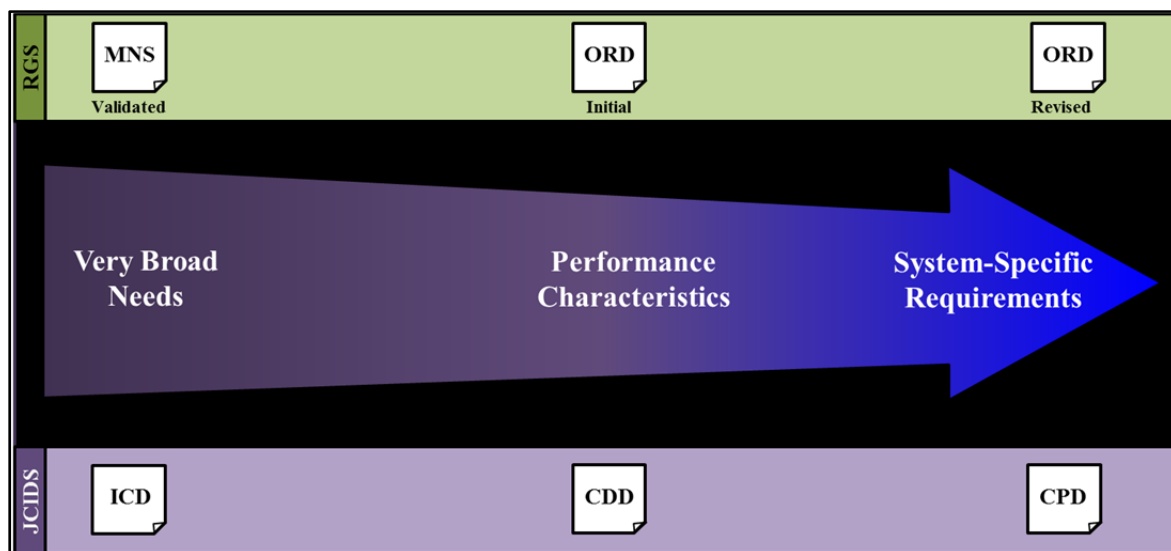 RGS
MNS
Validated
ORD
Initial
ORD
Revised
Very Broad
Needs
Performance
Characteristics
System-Specific
Requirements
JCIDS
ICD
CDD
CPD